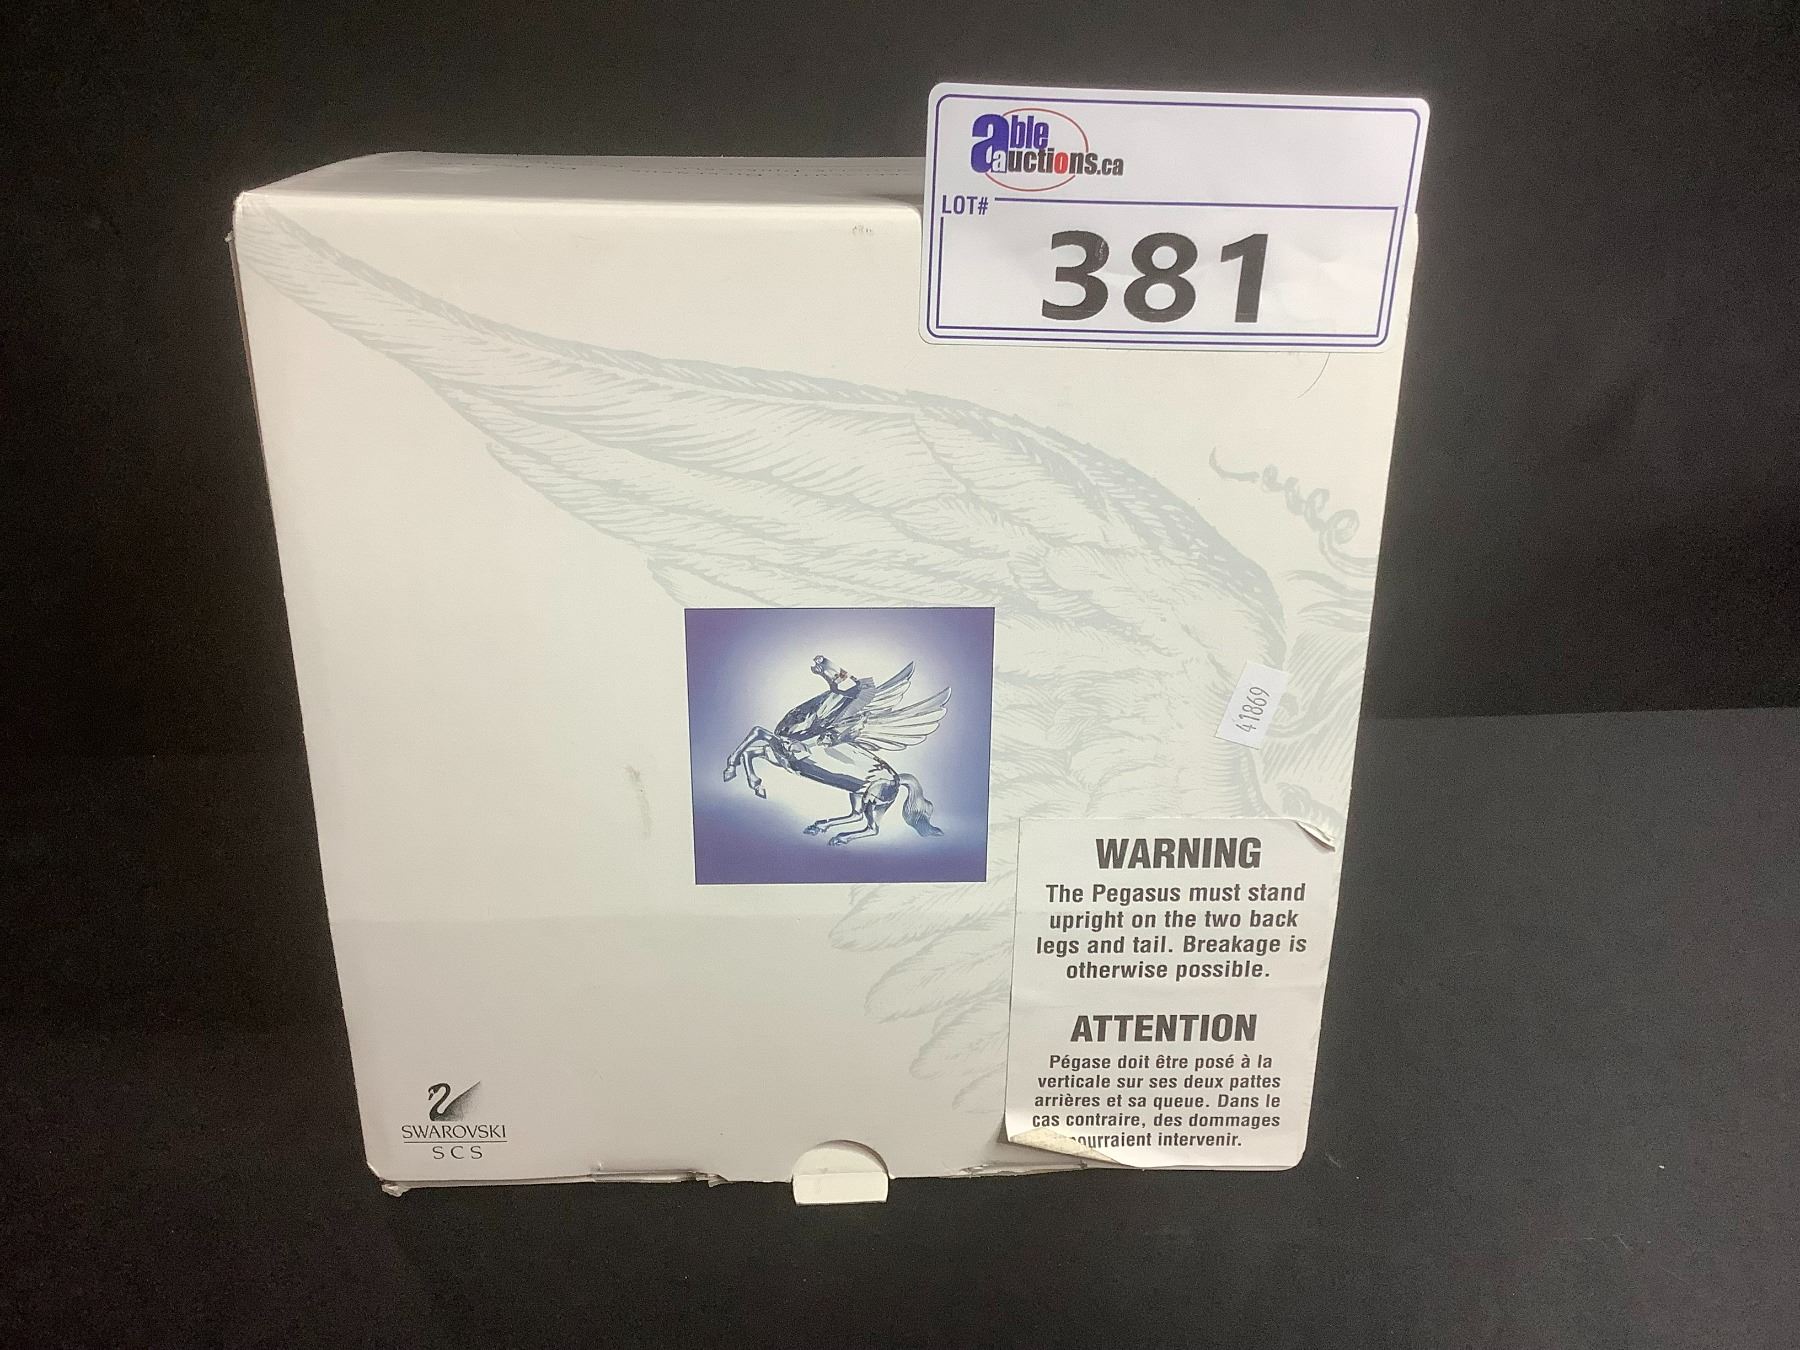 able
auctions.ca
LOT#
381
41869
WARNING
The Pegasus must stand
upright on the two back
legs and tail. Breakage is
otherwise possible.
ATTENTION
Pégase doit être posé à la
verticale sur ses deux pattes
arrières et sa queue. Dans le
cas contraire, des dommages
pourraient intervenir.
SWAROVSKI
SCS